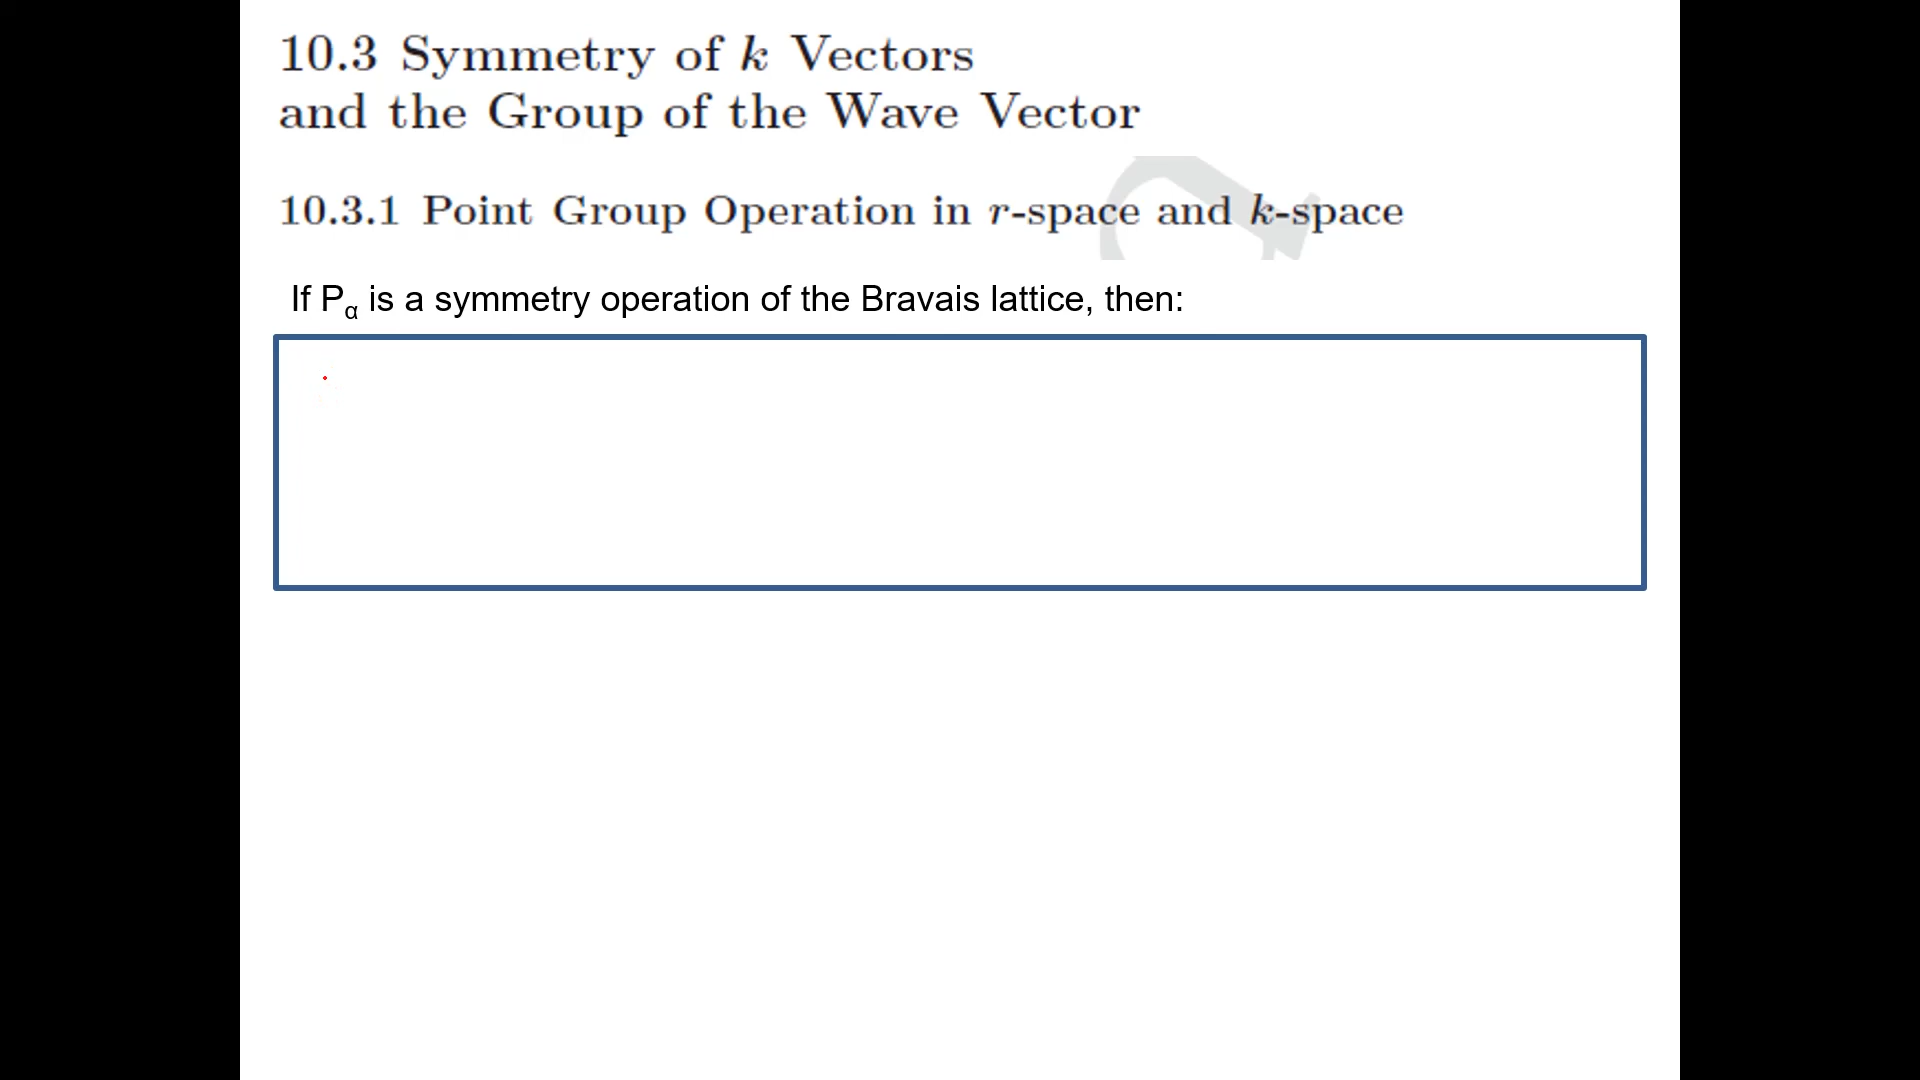 10.3 Symmetry of k Vectors
and the Group of the Wave Vector
10.3.1 Point Group Operation in r-space and k-space
If Pα is a symmetry operation of the Bravais lattice, then: